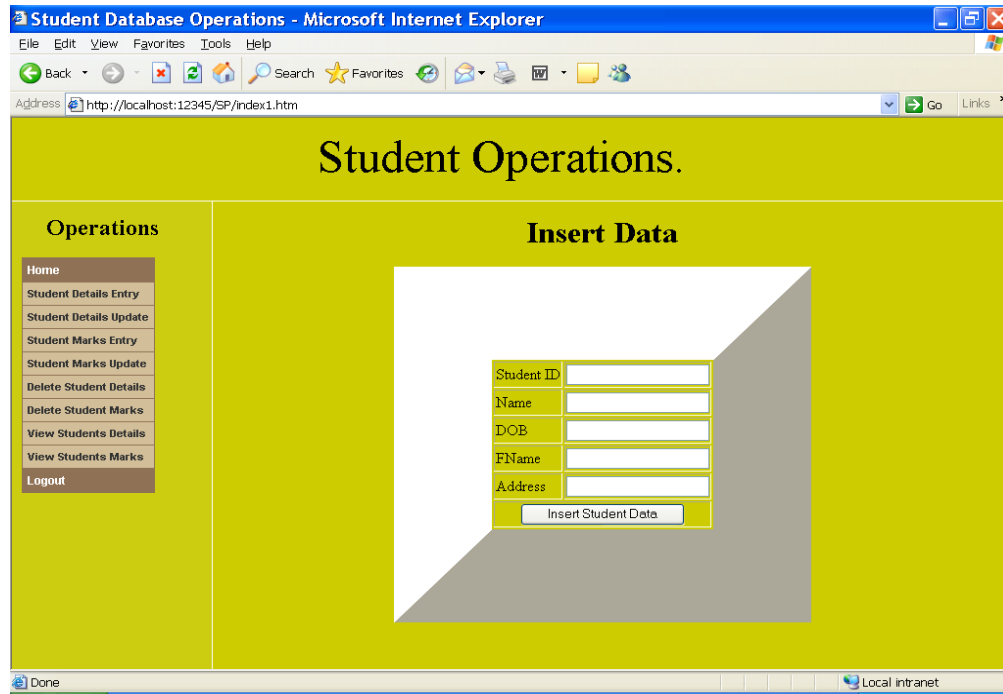 Student Database Operations - Microsoft Internet Explorer
File Edit View Favorites Tools Help
Back Search Favorites
Address http://localhost:12345/SP/index1.htm Go Links
Student Operations.
Operations
Home
Student Details Entry
Student Details Update
Student Marks Entry
Student Marks Update
Delete Student Details
Delete Student Marks
View Students Details
View Students Marks
Logout
Insert Data
Student ID
Name
DOB
FName
Address
Insert Student Data
Done Local intranet